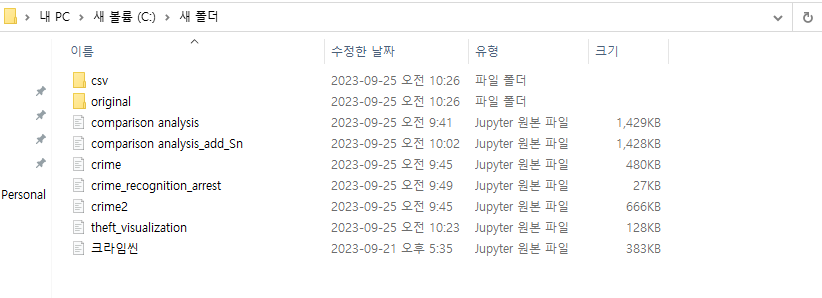 내 PC > 새 볼륨 (C:) > 새 폴더
이름 수정한 날짜 유형 크기
csv 2023-09-25 오전 10:26 파일 폴더
original 2023-09-25 오전 10:26 파일 폴더
comparison analysis 2023-09-25 오전 9:41 Jupyter 원본 파일 1,429KB
comparison analysis_add_Sn 2023-09-25 오전 10:02 Jupyter 원본 파일 1,428KB
crime 2023-09-25 오전 9:45 Jupyter 원본 파일 480KB
crime_recognition_arrest 2023-09-25 오전 9:49 Jupyter 원본 파일 27KB
Personal
crime2 2023-09-25 오전 9:45 Jupyter 원본 파일 666KB
theft_visualization 2023-09-25 오전 10:23 Jupyter 원본 파일 128KB
크라임씬 2023-09-21 오후 5:35 Jupyter 원본 파일 383KB